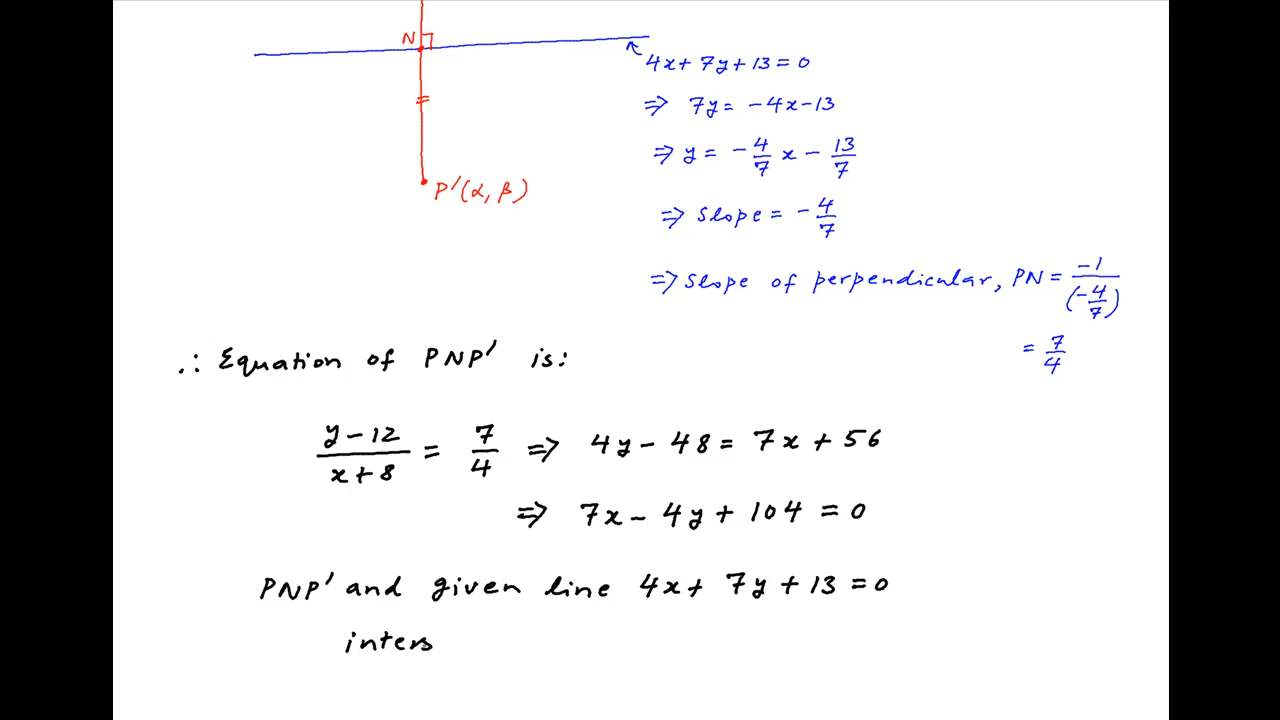 N
4x + 7y + 13 = 0
⇒ 7y = -4x - 13
⇒ y = -4/7 x - 13/7
P'(α, β)
⇒ Slope = -4/7
⇒ Slope of perpendicular, PN = -1/(-4/7)
= 7/4
∴ Equation of PNP' is:
(y - 12)/(x + 8) = 7/4 ⇒ 4y - 48 = 7x + 56
⇒ 7x - 4y + 104 = 0
PNP' and given line 4x + 7y + 13 = 0
inters